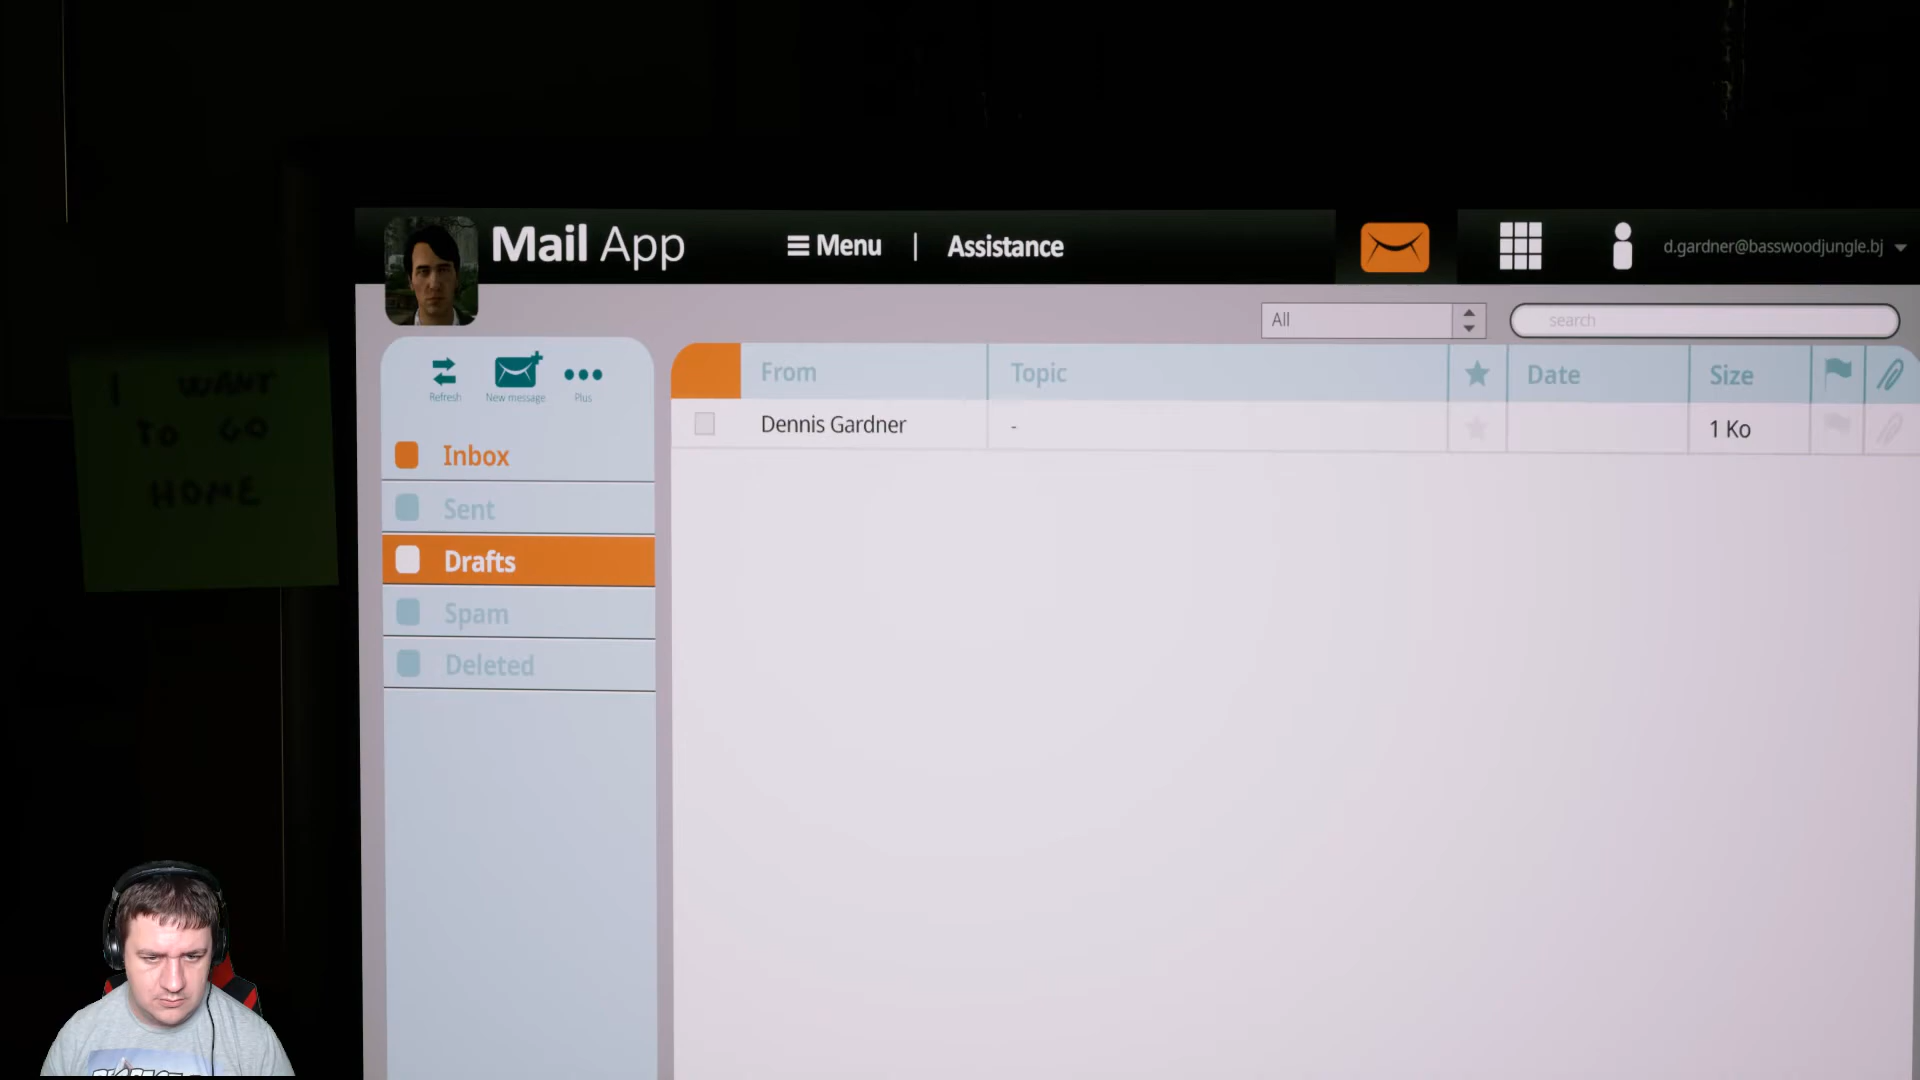 Mail App
Menu | Assistance
d.gardner@basswoodjungle.bj
All
search
Refresh
New message
Plus
From
Topic
Date
Size
Dennis Gardner
-
1 Ko
Inbox
Sent
Drafts
Spam
Deleted
I WANT
TO GO
HOME